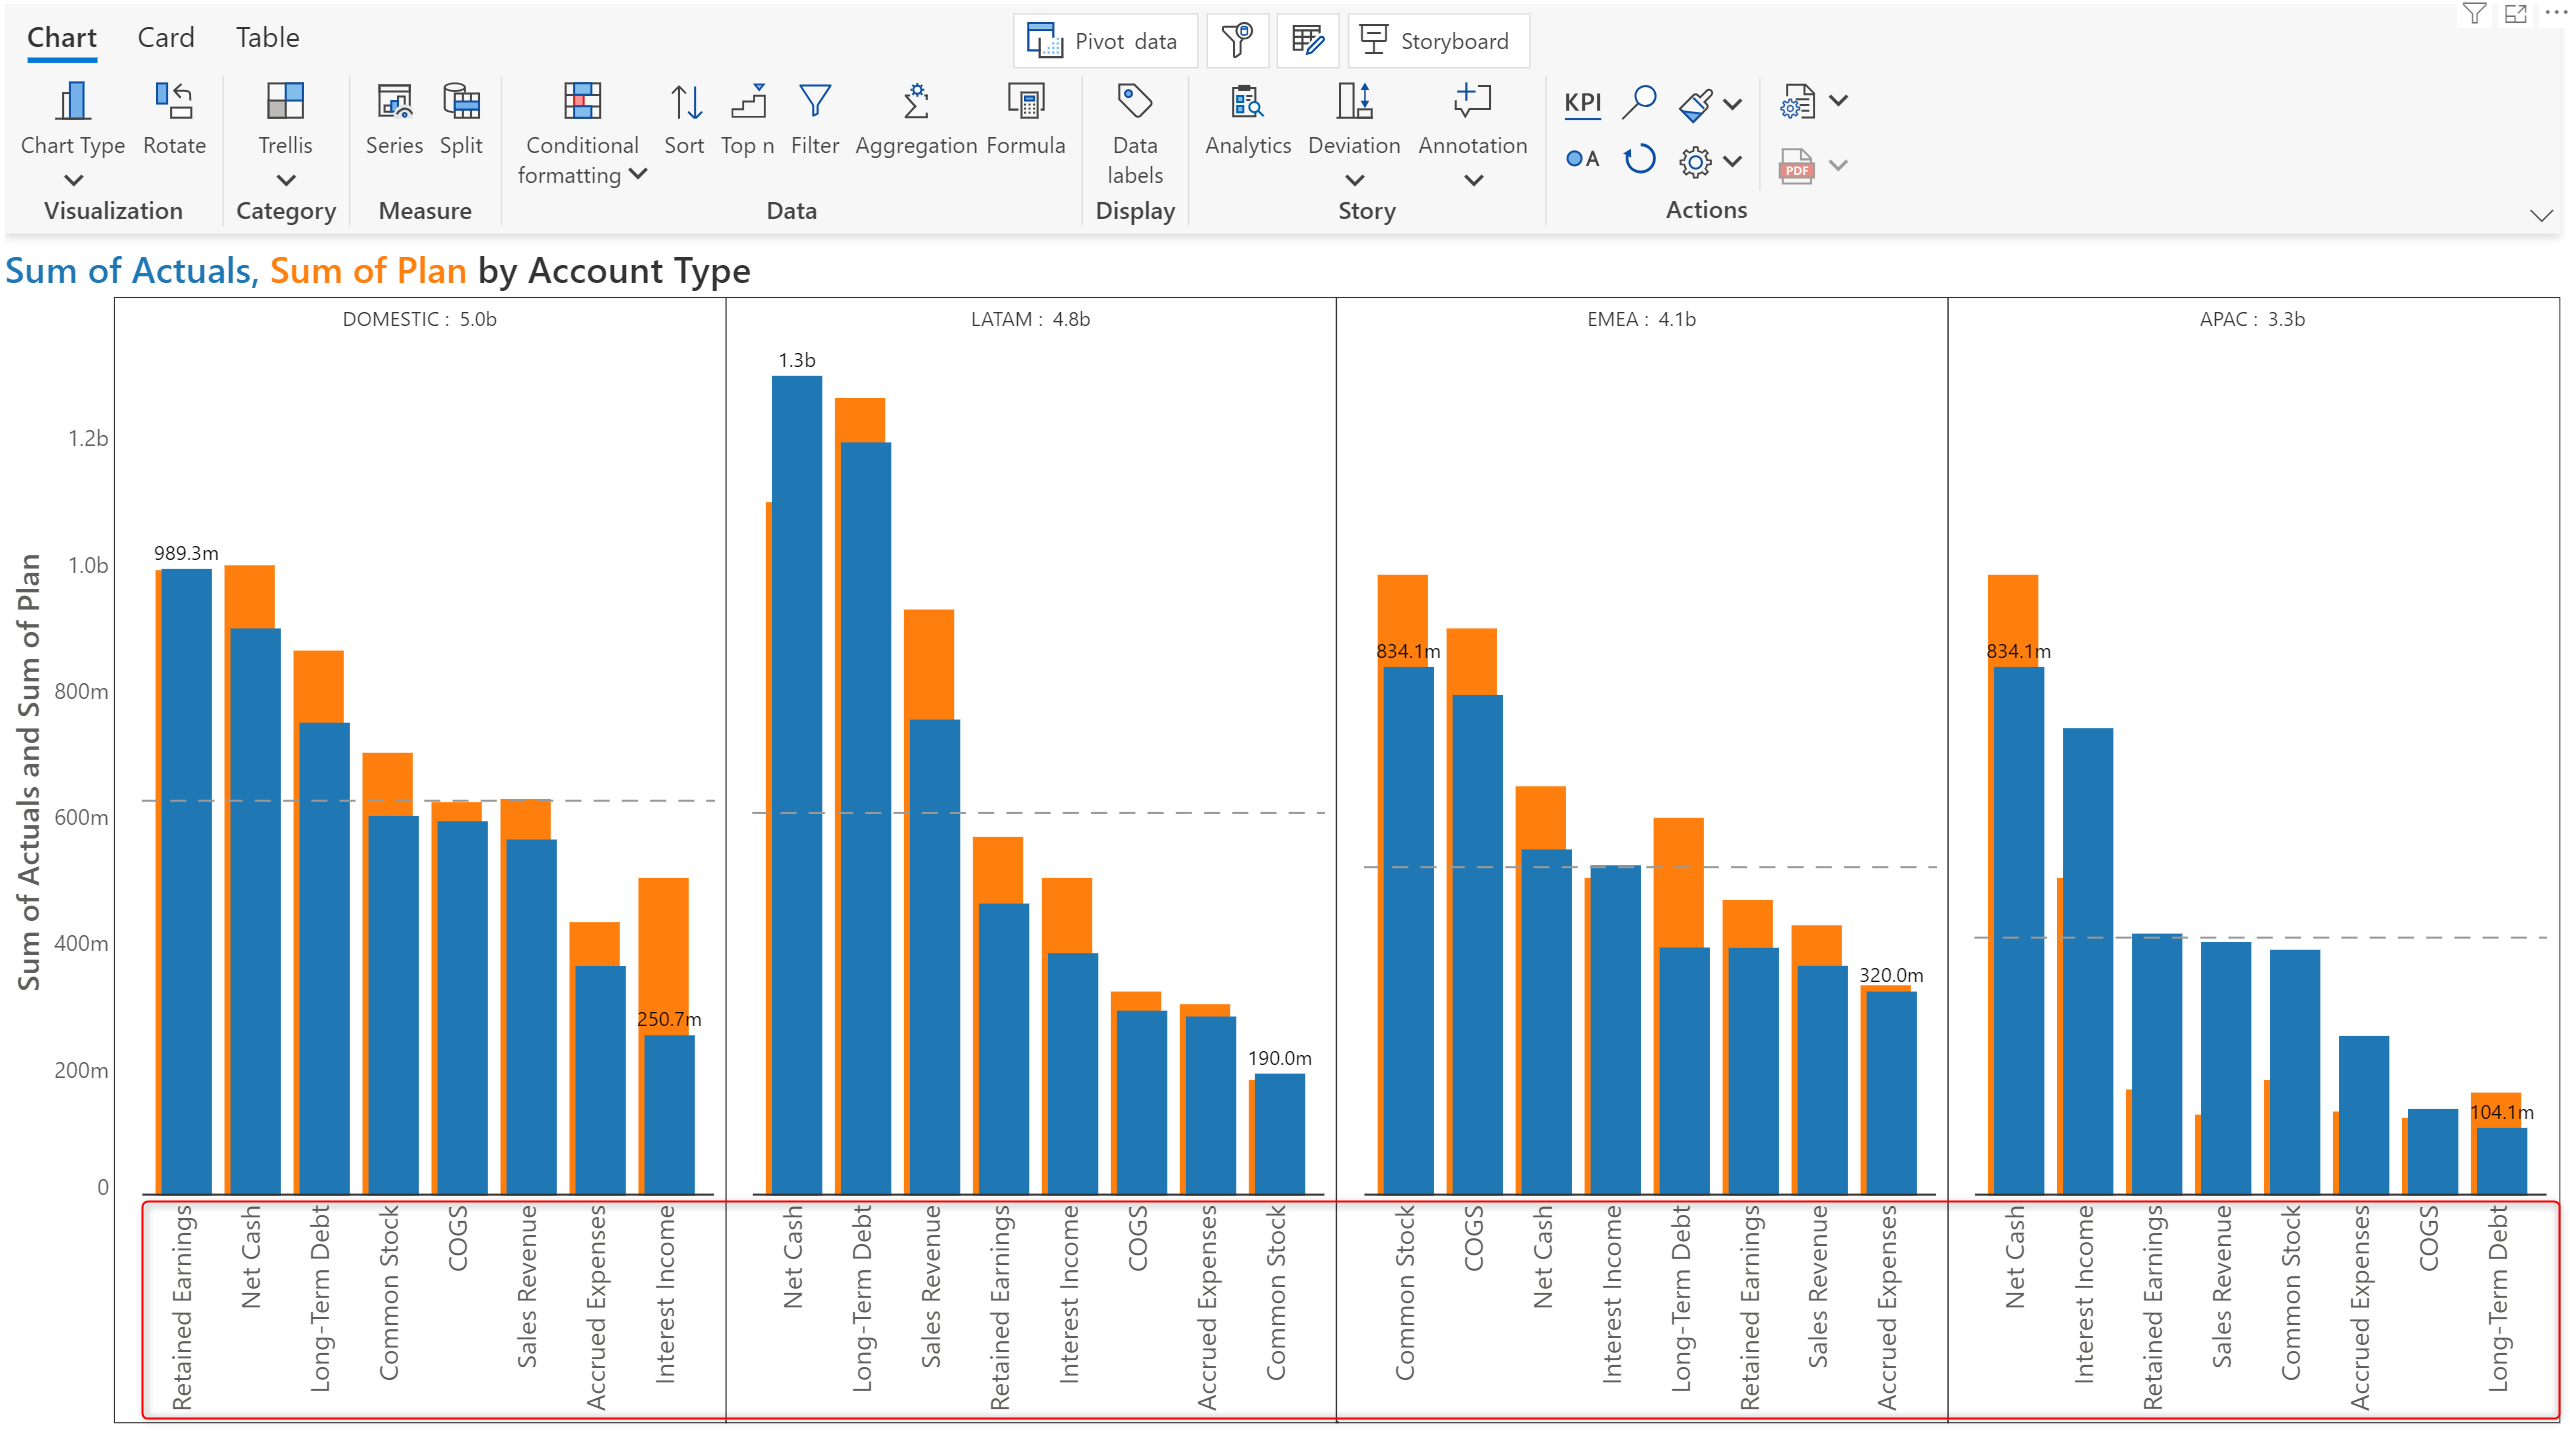 Chart Card Table
Pivot data Storyboard
Chart Type Rotate Trellis Series Split Conditional formatting Sort Top n Filter Aggregation Formula Data labels Analytics Deviation Annotation KPI
A PDF
Visualization Category Measure Data Display Story Actions
Sum of Actuals, Sum of Plan by Account Type
DOMESTIC : 5.0b LATAM : 4.8b EMEA : 4.1b APAC : 3.3b
Sum of Actuals and Sum of Plan
1.2b
1.0b
800m
600m
400m
200m
0
989.3m
250.7m
1.3b
190.0m
834.1m
320.0m
834.1m
104.1m
Retained Earnings
Net Cash
Long-Term Debt
Common Stock
COGS
Sales Revenue
Accrued Expenses
Interest Income
Net Cash
Long-Term Debt
Sales Revenue
Retained Earnings
Interest Income
COGS
Accrued Expenses
Common Stock
Common Stock
COGS
Net Cash
Interest Income
Long-Term Debt
Retained Earnings
Sales Revenue
Accrued Expenses
Net Cash
Interest Income
Retained Earnings
Sales Revenue
Common Stock
Accrued Expenses
COGS
Long-Term Debt